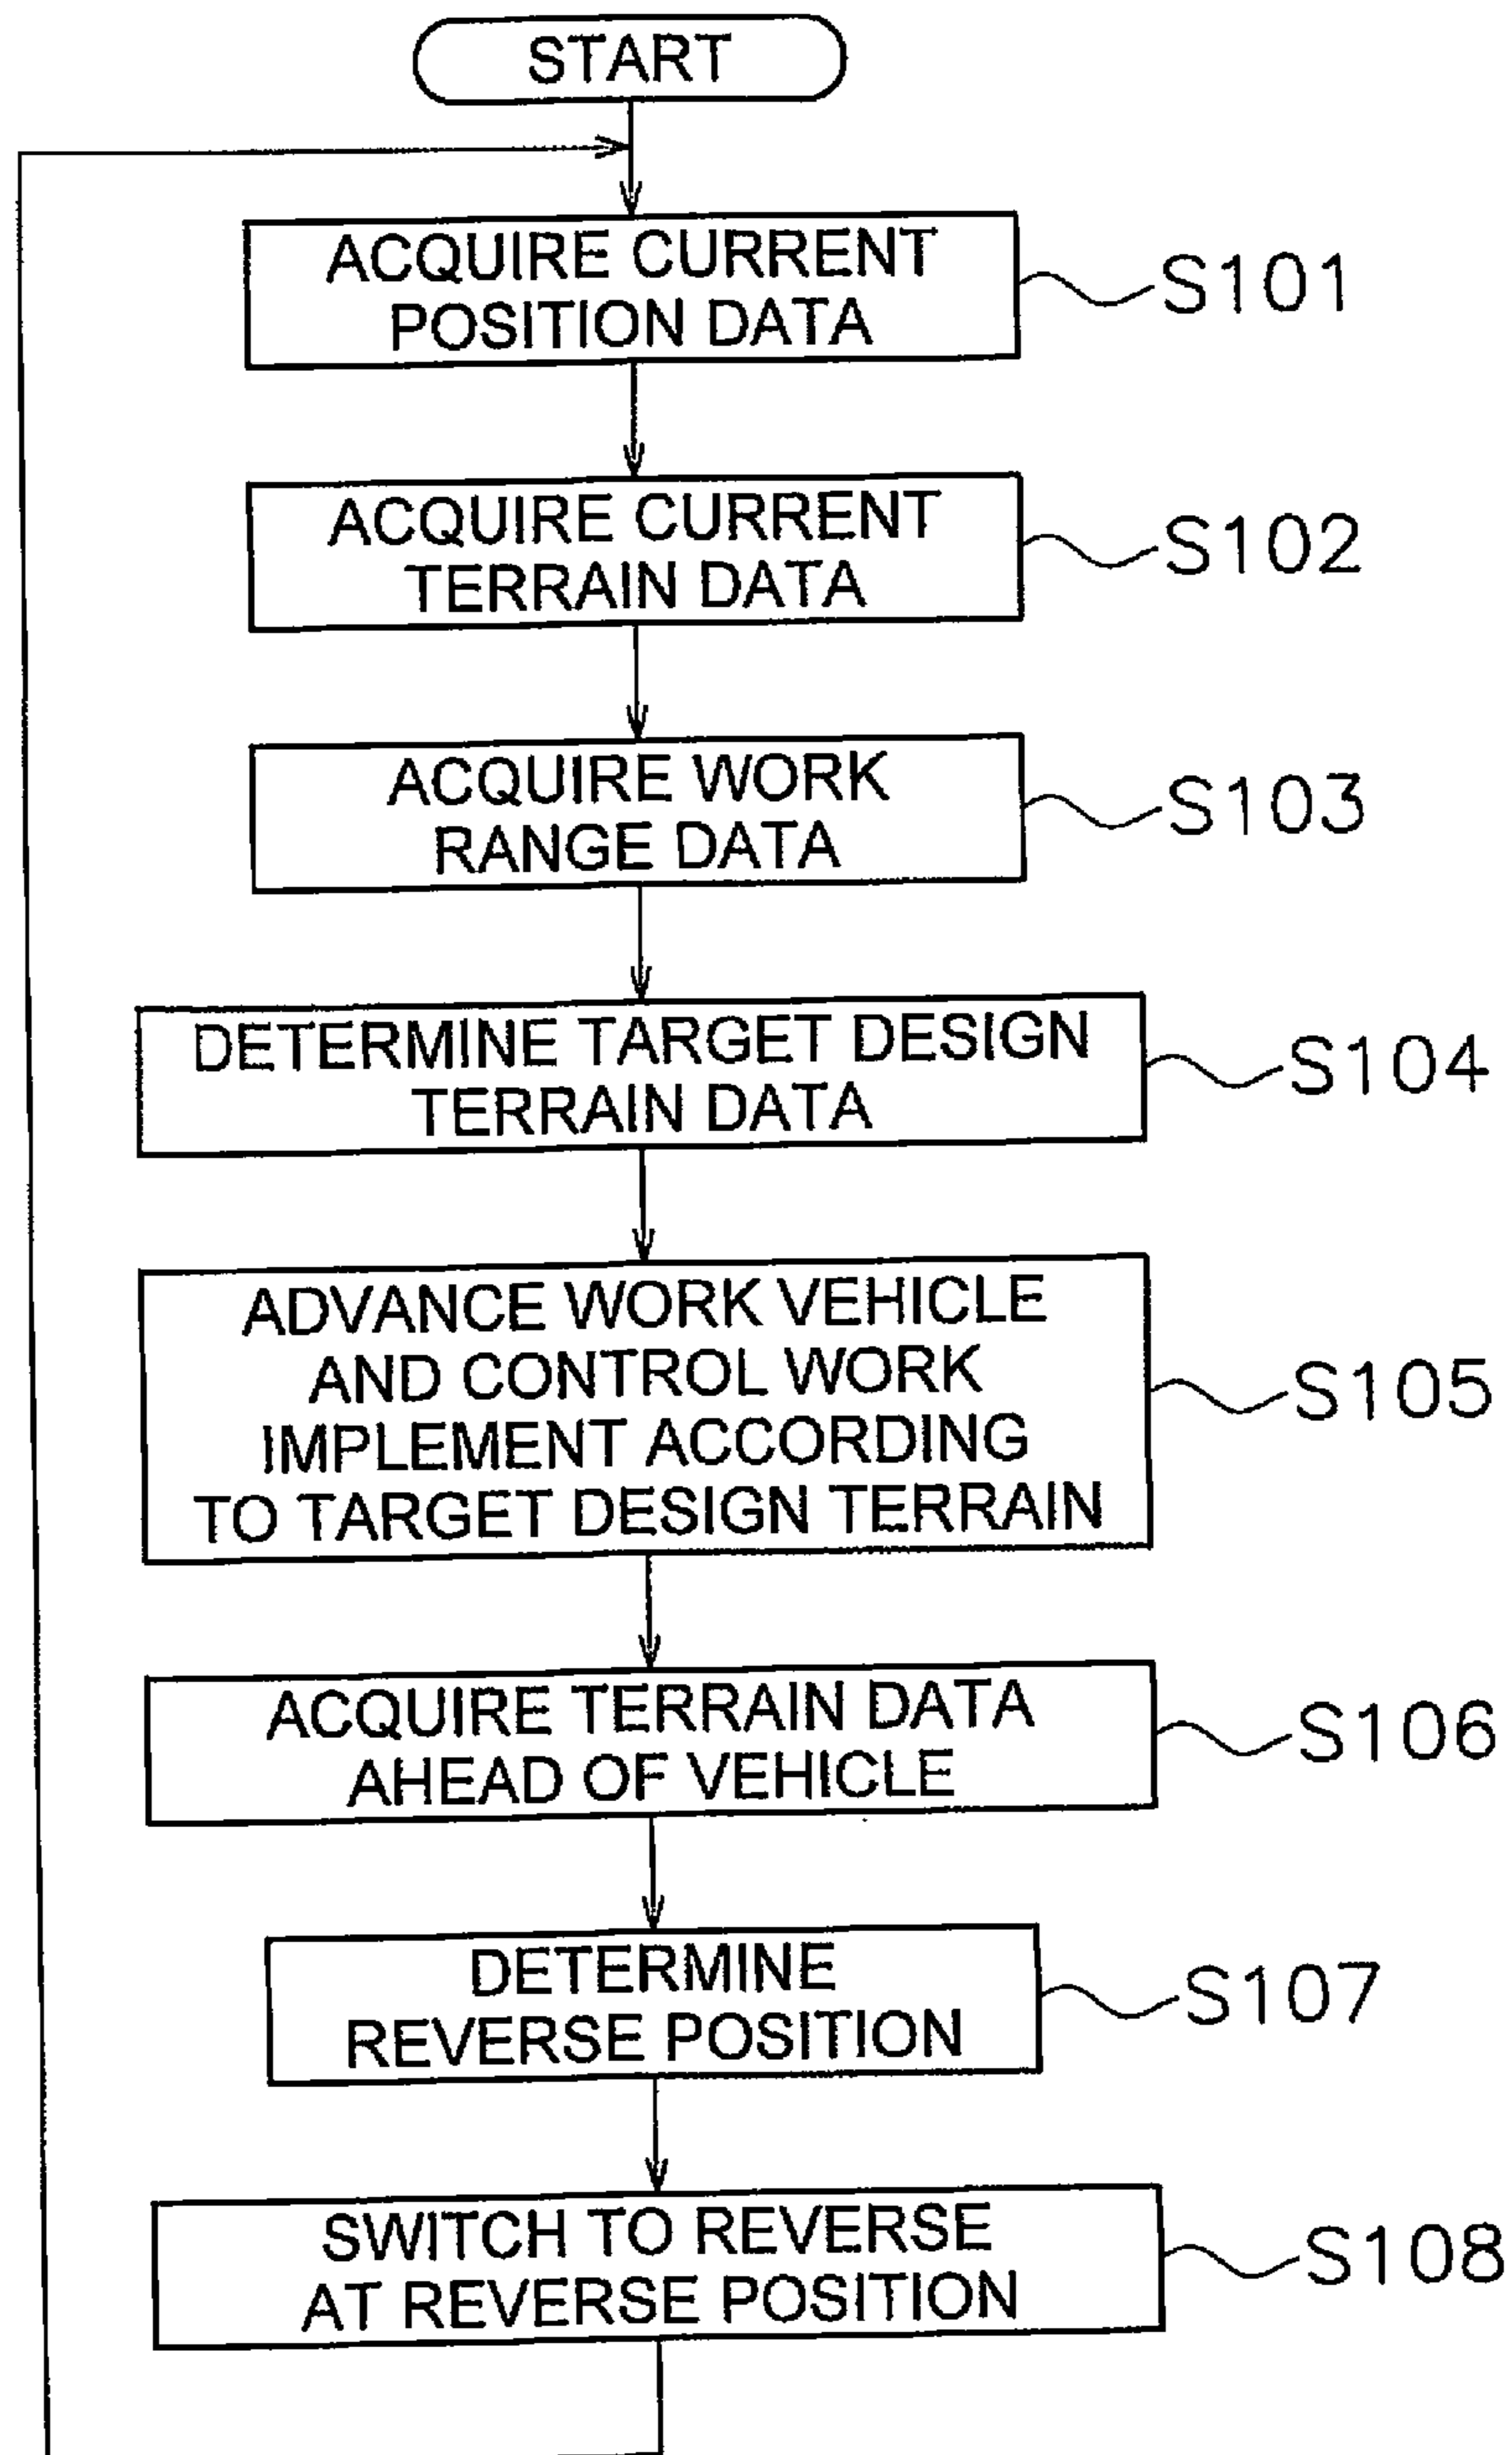 START
ACQUIRE CURRENT
POSITION DATA
S101
ACQUIRE CURRENT
TERRAIN DATA
S102
ACQUIRE WORK
RANGE DATA
S103
DETERMINE TARGET DESIGN
TERRAIN DATA
S104
ADVANCE WORK VEHICLE
AND CONTROL WORK
IMPLEMENT ACCORDING
TO TARGET DESIGN TERRAIN
S105
ACQUIRE TERRAIN DATA
AHEAD OF VEHICLE
S106
DETERMINE
REVERSE POSITION
S107
SWITCH TO REVERSE
AT REVERSE POSITION
S108